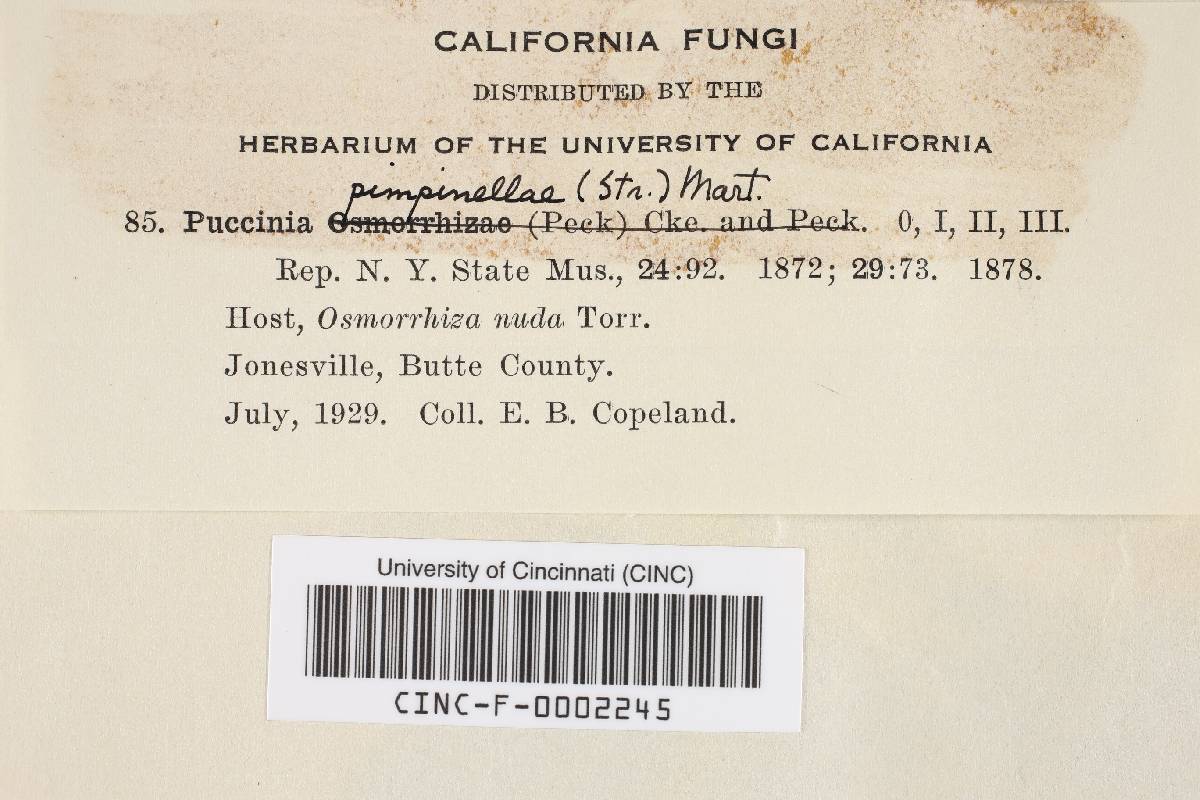 CALIFORNIA FUNGI
DISTRIBUTED BY THE
HERBARIUM OF THE UNIVERSITY OF CALIFORNIA
pimpinellae (Str.) Mart.
85. Puccinia Osmorrhizae (Peck) Cke. and Peck. 0, I, II, III.
Rep. N. Y. State Mus., 24:92. 1872; 29:73. 1878.
Host, Osmorrhiza nuda Torr.
Jonesville, Butte County.
July, 1929. Coll. E. B. Copeland.
University of Cincinnati (CINC)
CINC-F-0002245